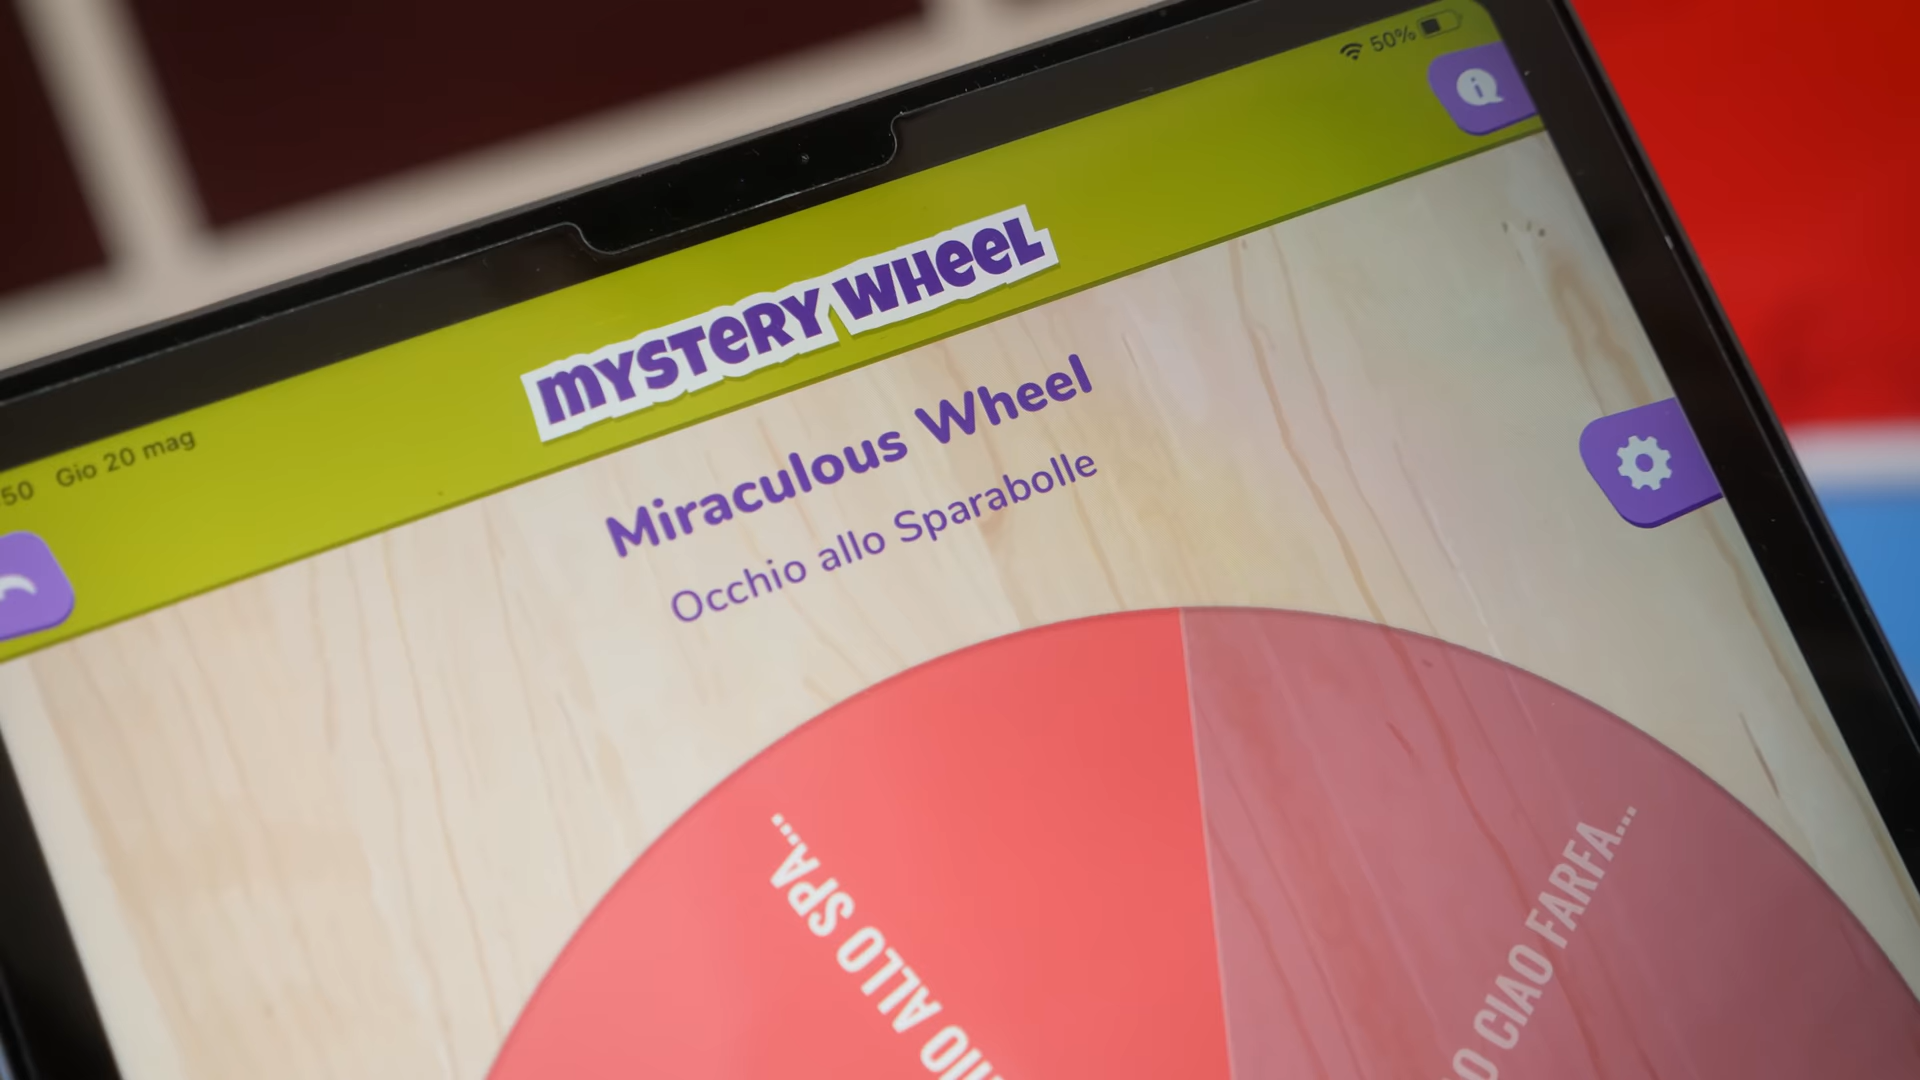 50 Gio 20 mag
50%
MYSTERY WHEEL
Miraculous Wheel
Occhio allo Sparabolle
HIO ALLO SPA...
O CIAO FARFA...